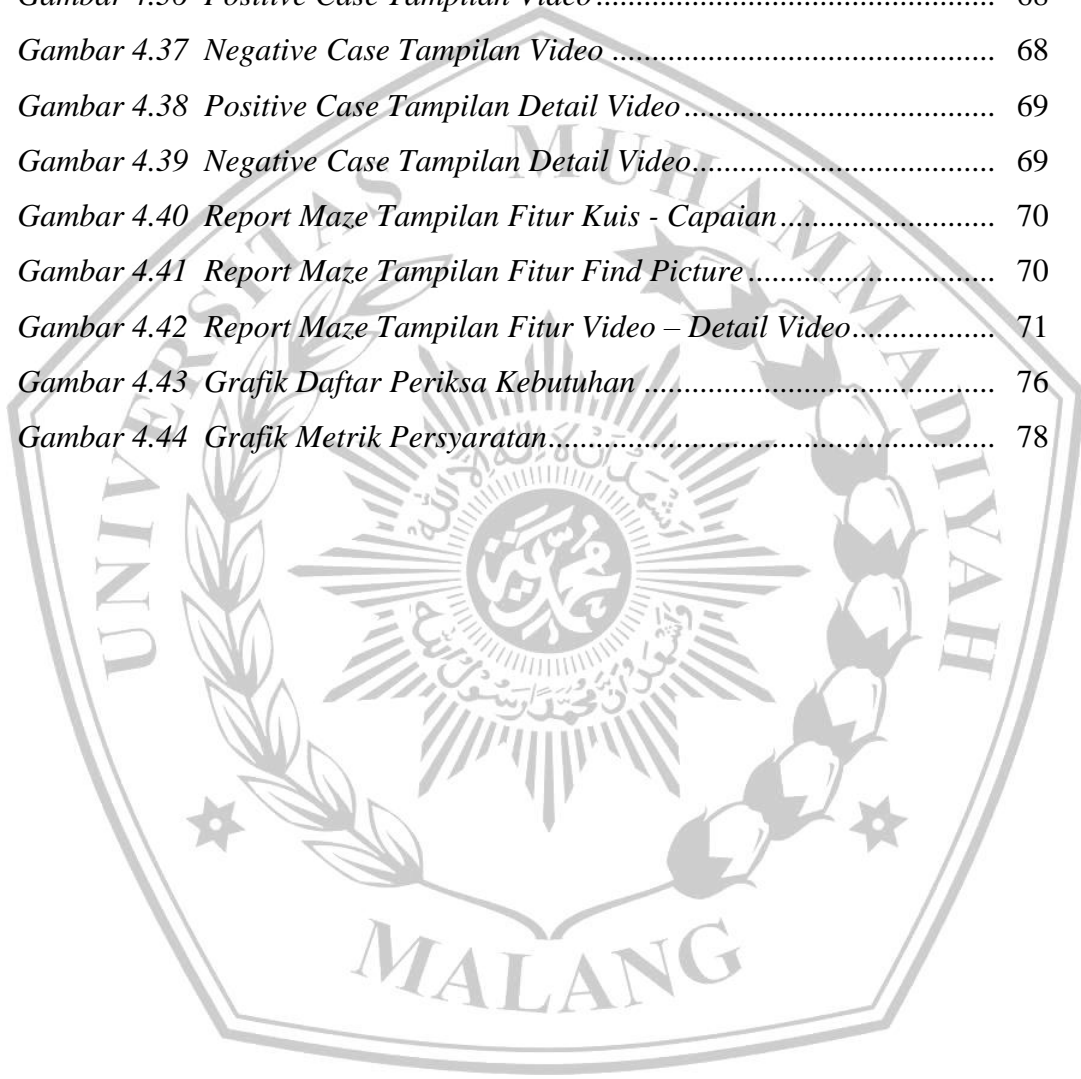 Gambar 4.36 Positive Case Tampilan Video 68
Gambar 4.37 Negative Case Tampilan Video ........................................ 68
Gambar 4.38 Positive Case Tampilan Detail Video ................................ 69
Gambar 4.39 Negative Case Tampilan Detail Video............................... 69
Gambar 4.40 Report Maze Tampilan Fitur Kuis - Capaian...................... 70
Gambar 4.41 Report Maze Tampilan Fitur Find Picture ......................... 70
Gambar 4.42 Report Maze Tampilan Fitur Video – Detail Video.............. 71
Gambar 4.43 Grafik Daftar Periksa Kebutuhan ..................................... 76
Gambar 4.44 Grafik Metrik Persyaratan................................................ 78
UNIVERSITAS MUHAMMADIYAH
MALANG